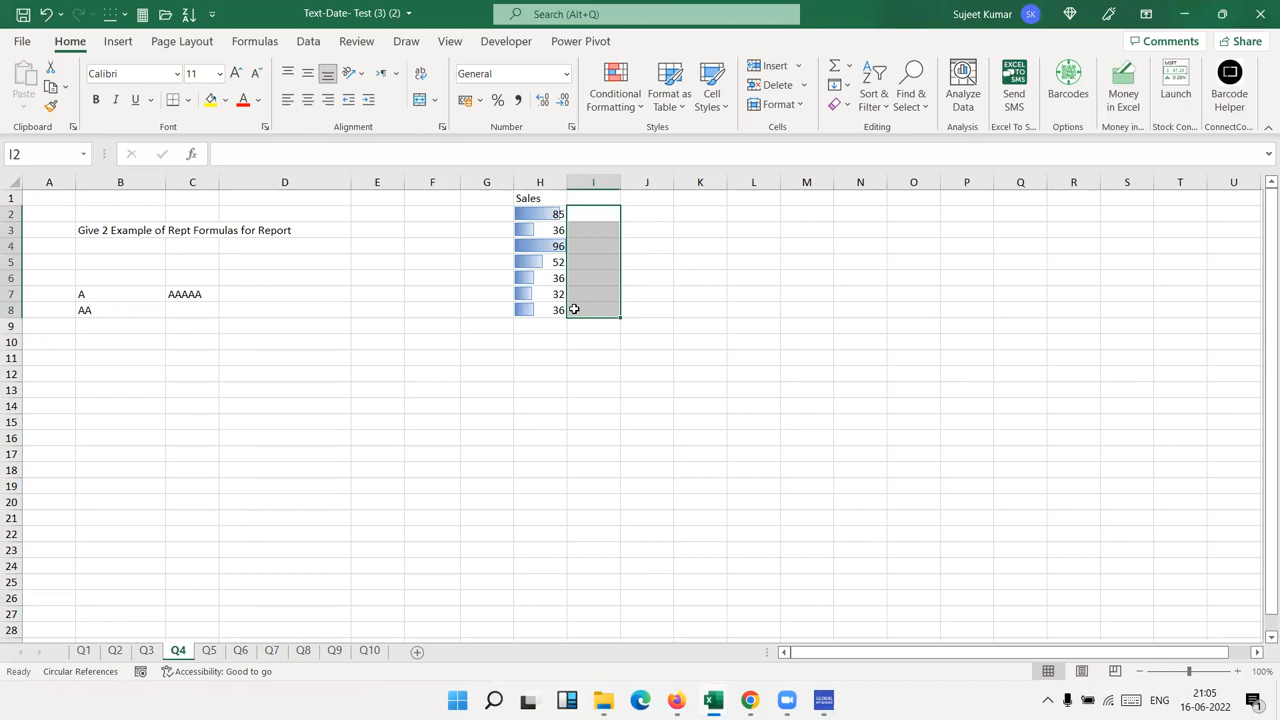 Text-Date- Test (3) (2)
Search (Alt+Q)
Sujeet Kumar
SK
File Home Insert Page Layout Formulas Data Review View Developer Automate Power Pivot
Comments
Share
Paste
Calibri
11
General
Conditional Formatting
Format as Table
Cell Styles
Insert
Delete
Format
Sort & Filter
Find & Select
Analyze Data
Send SMS
Barcodes
Money in Excel
Launch
Barcode Helper
Clipboard Font Alignment Number Styles Cells Editing Analysis Excel To S... Options Money in... Stock Con... ConnectCo...
I2
fx
A B C D E F G H I J K L M N O P Q R S T U
1 Sales
2 85
3 Give 2 Example of Rept Formulas for Report 36
4 96
5 52
6 36
7 A AAAAA 32
8 AA 36
9
10
11
12
13
14
15
16
17
18
19
20
21
22
23
24
25
26
27
28
Q1 Q2 Q3 Q4 Q5 Q6 Q7 Q8 Q9 Q10
Ready Circular References Accessibility: Good to go 100%
ENG
21:05
16-06-2022